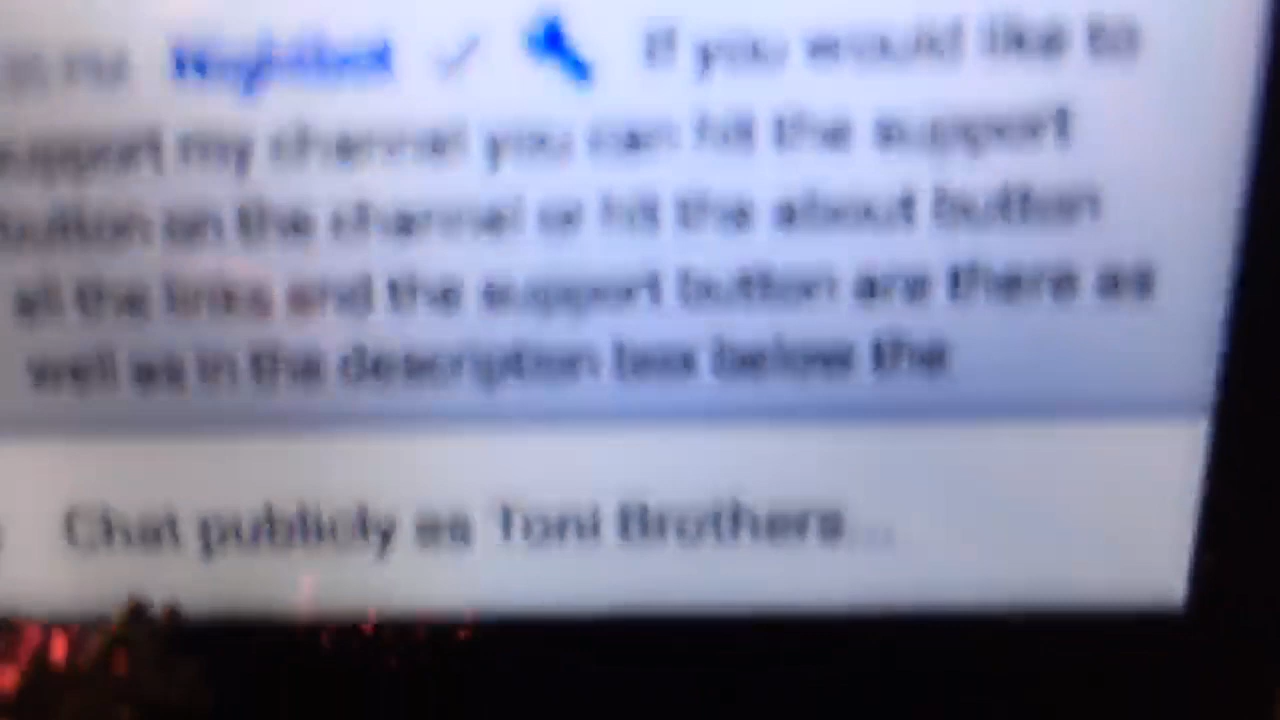 PM Nightbot ✓ If you would like to
support my channel you can hit the support
button on the channel or hit the about button
all the links and the support button are there as
well as in the description box below the
Chat publicly as Toni Brothers...